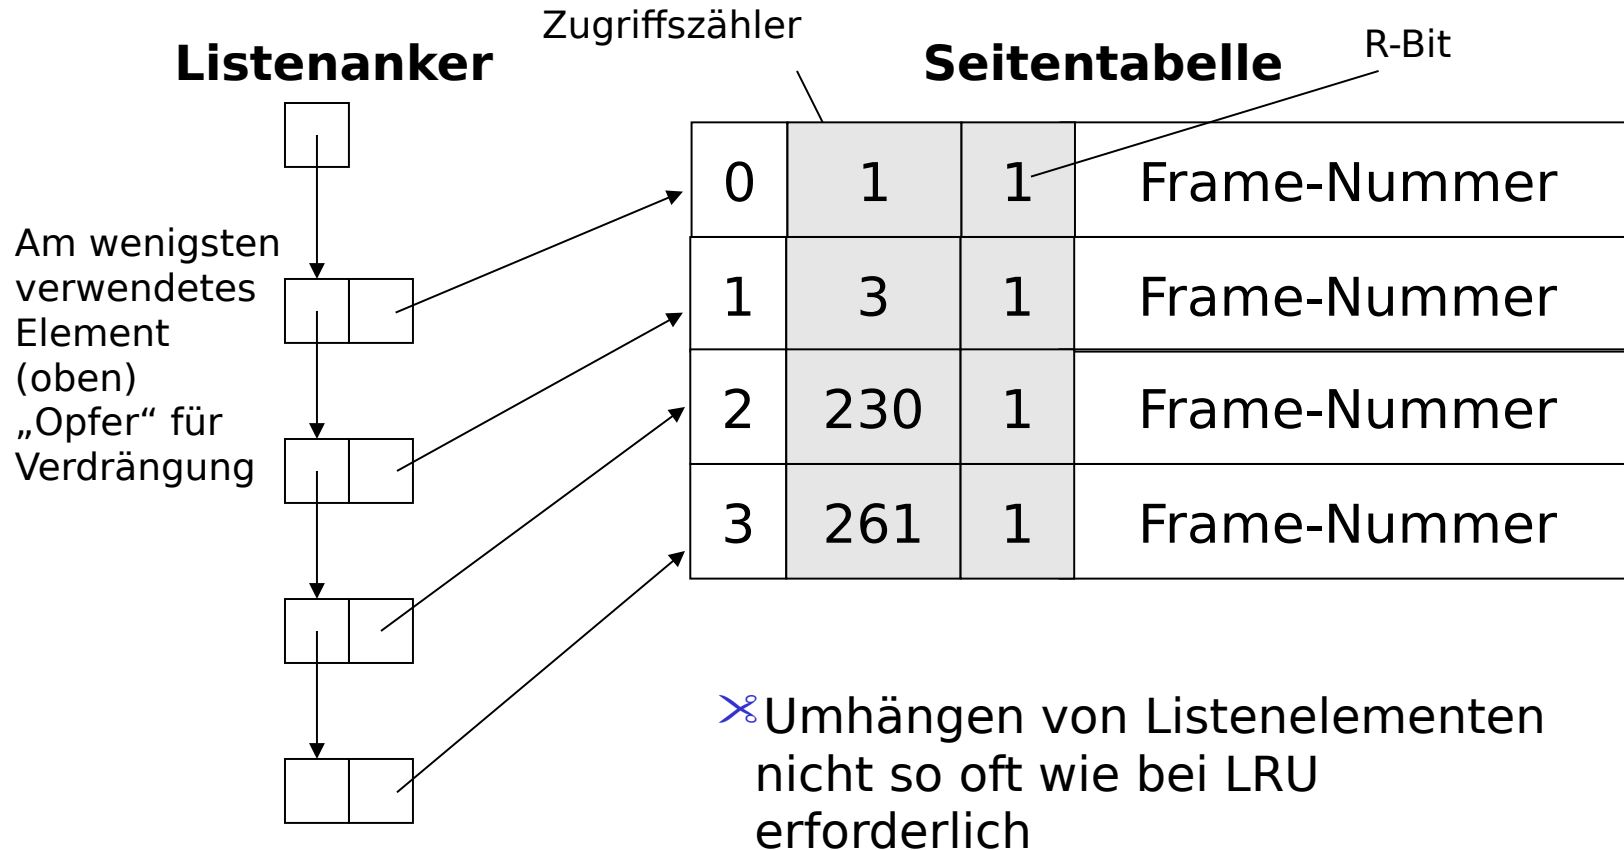 Zugriffszähler
Listenanker
Seitentabelle
R-Bit
Am wenigsten
verwendetes
Element
(oben)
„Opfer“ für
Verdrängung
0 1 1 Frame-Nummer
1 3 1 Frame-Nummer
2 230 1 Frame-Nummer
3 261 1 Frame-Nummer
Umhängen von Listenelementen
nicht so oft wie bei LRU
erforderlich